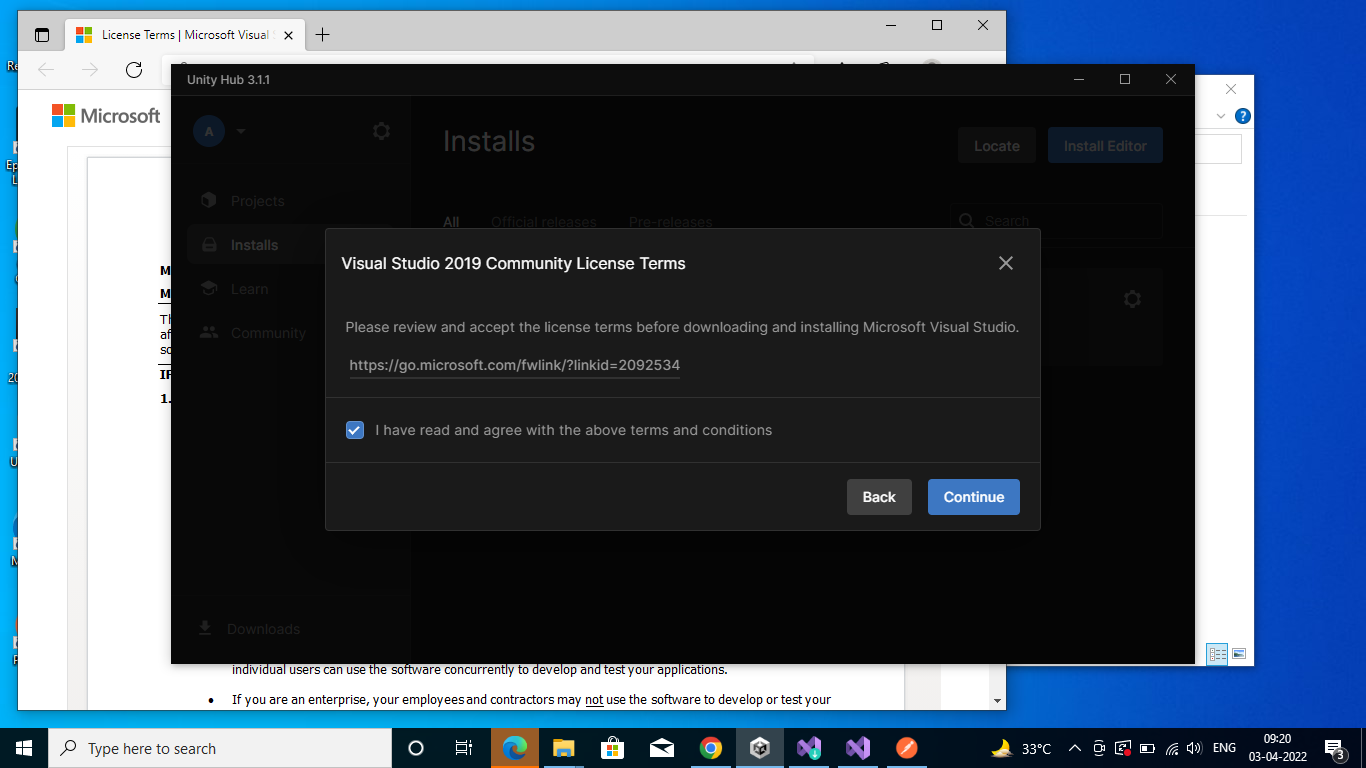 License Terms | Microsoft Visual
Unity Hub 3.1.1
Microsoft
A
Installs
Locate
Install Editor
Projects
All
Official releases
Pre-releases
Search
Installs
Learn
Community
Visual Studio 2019 Community License Terms
Please review and accept the license terms before downloading and installing Microsoft Visual Studio.
https://go.microsoft.com/fwlink/?linkid=2092534
I have read and agree with the above terms and conditions
Back
Continue
1.
Downloads
individual users can use the software concurrently to develop and test your applications.
• If you are an enterprise, your employees and contractors may not use the software to develop or test your
Type here to search
33°C
ENG
09:20
03-04-2022
3